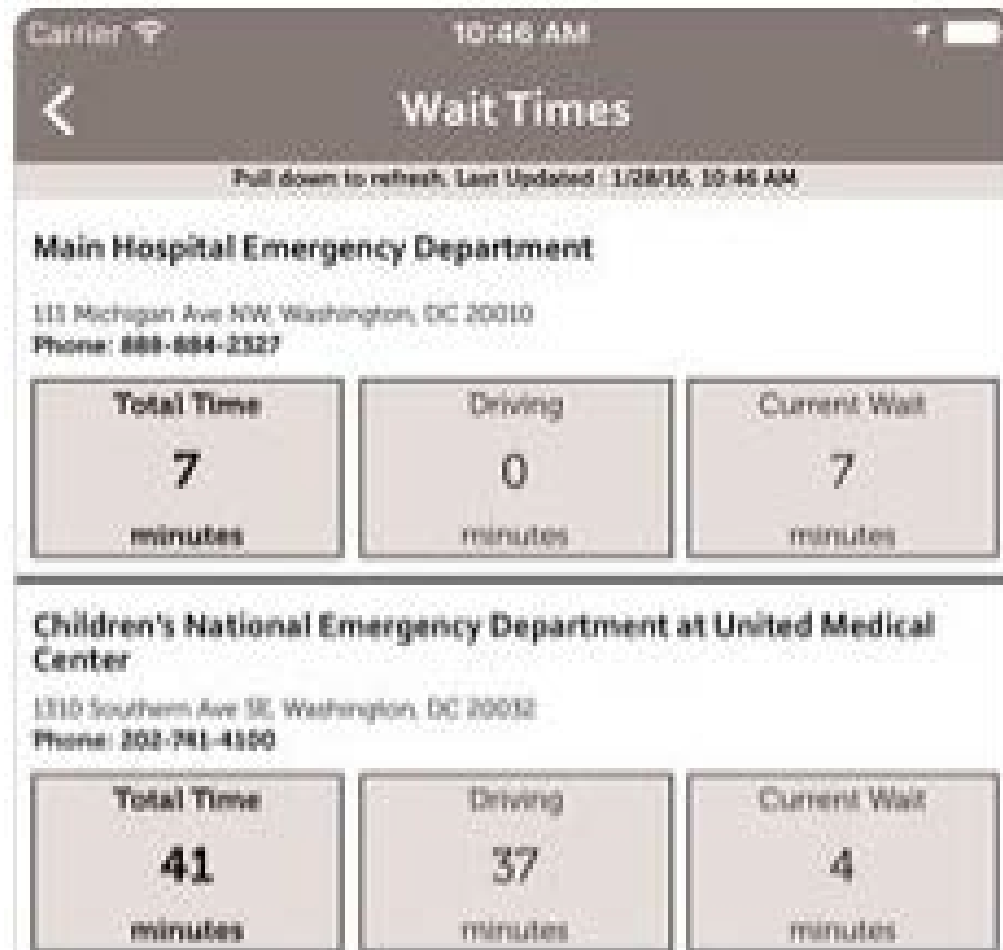 Carrier
10:46 AM
Wait Times
Pull down to refresh. Last Updated : 1/28/16, 10:46 AM
Main Hospital Emergency Department
111 Michigan Ave NW, Washington, DC 20010
Phone: 888-884-2327
Total Time Driving Current Wait
7 0 7
minutes minutes minutes
Children's National Emergency Department at United Medical
Center
1310 Southern Ave SE, Washington, DC 20032
Phone: 202-741-4100
Total Time Driving Current Wait
41 37 4
minutes minutes minutes